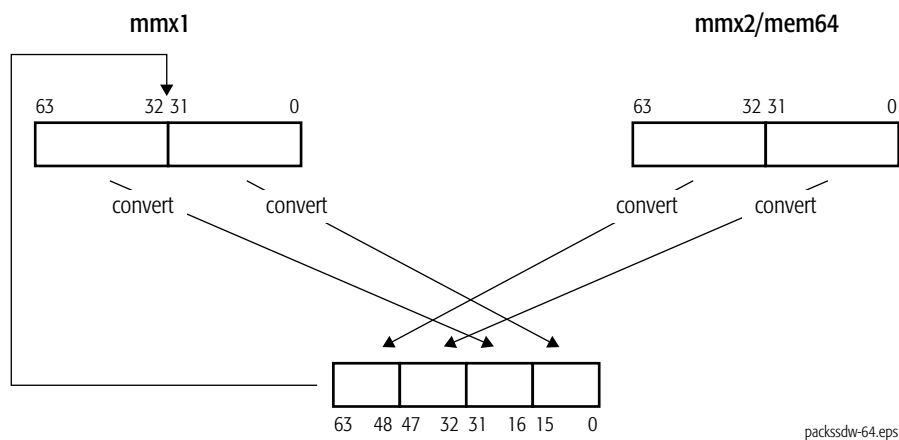 mmx1 mmx2/mem64
63 32 31 0 63 32 31 0
convert convert convert convert
63 48 47 32 31 16 15 0
packssdw-64.eps